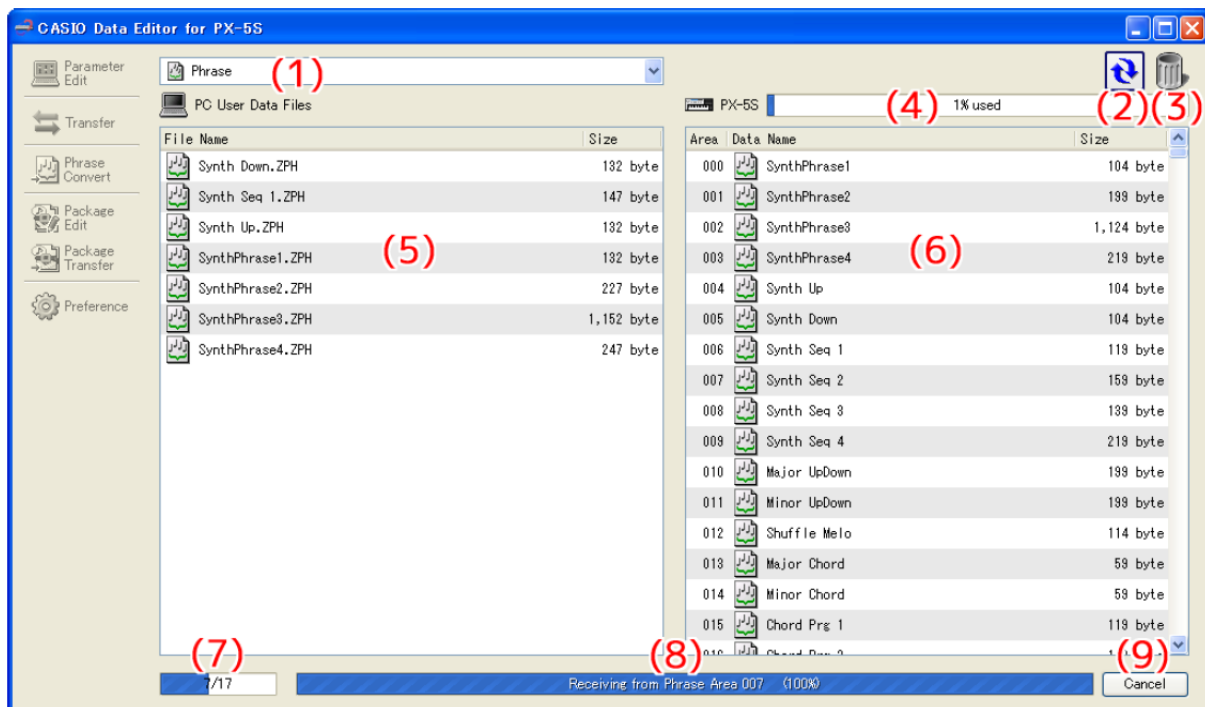 CASIO Data Editor for PX-5S
Parameter
Edit
Transfer
Phrase
Convert
Package
Edit
Package
Transfer
Preference
Phrase
(1)
(2)
(3)
PC User Data Files
PX-5S
(4)
1% used
File Name Size
Synth Down.ZPH 132 byte
Synth Seq 1.ZPH 147 byte
Synth Up.ZPH 132 byte
SynthPhrase1.ZPH 132 byte
SynthPhrase2.ZPH 227 byte
SynthPhrase3.ZPH 1,152 byte
SynthPhrase4.ZPH 247 byte
(5)
Area Data Name Size
000 SynthPhrase1 104 byte
001 SynthPhrase2 199 byte
002 SynthPhrase3 1,124 byte
003 SynthPhrase4 219 byte
004 Synth Up 104 byte
005 Synth Down 104 byte
006 Synth Seq 1 119 byte
007 Synth Seq 2 159 byte
008 Synth Seq 3 139 byte
009 Synth Seq 4 219 byte
010 Major UpDown 199 byte
011 Minor UpDown 199 byte
012 Shuffle Melo 114 byte
013 Major Chord 59 byte
014 Minor Chord 59 byte
015 Chord Prg 1 119 byte
(6)
(7)
7/17
(8)
Receiving from Phrase Area 007 (100%)
(9)
Cancel